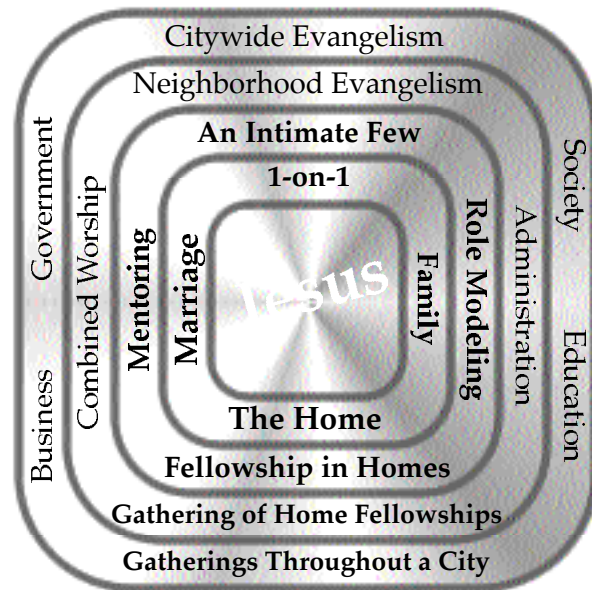 Citywide Evangelism
Neighborhood Evangelism
An Intimate Few
1-on-1
Government
Business
Combined Worship
Mentoring
Marriage
Jesus
Family
Role Modeling
Administration
Society
Education
The Home
Fellowship in Homes
Gathering of Home Fellowships
Gatherings Throughout a City